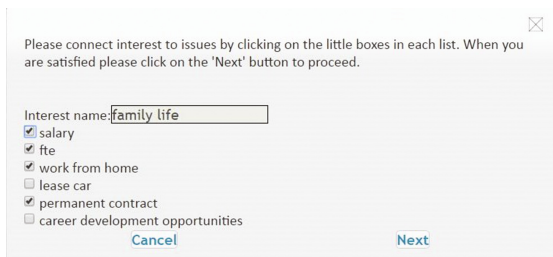 Please connect interest to issues by clicking on the little boxes in each list. When you
are satisfied please click on the 'Next' button to proceed.
Interest name: family life
salary
fte
work from home
lease car
permanent contract
career development opportunities
Cancel Next